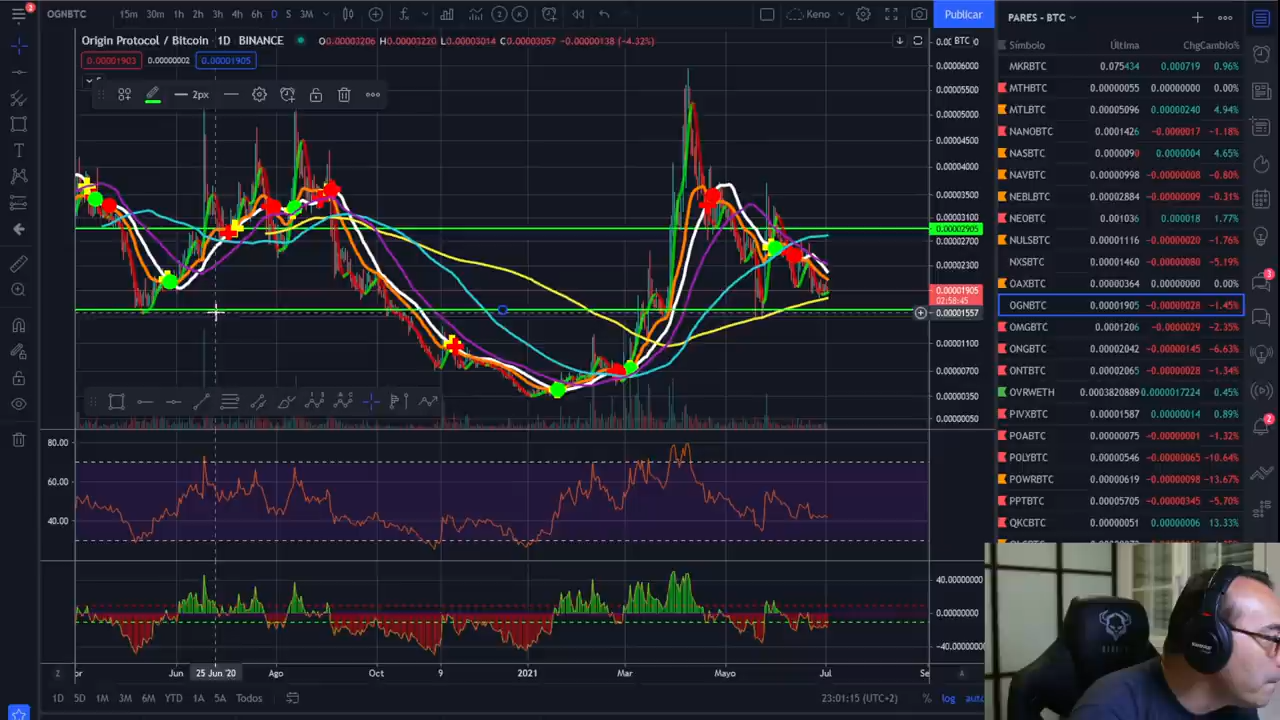 2
OGNBTC 15m 30m 1h 2h 3h 4h 6h D S 3M 2 Keno Publicar
PARES - BTC
Origin Protocol / Bitcoin 1D BINANCE O0.00003206 H0.00003220 L0.00003014 C0.00003057 -0.00000138 (-4.32%)
0.00001903 0.00000002 0.00001905
2px
BTC
0.00006000
0.00005500
0.00005000
0.00004500
0.00004000
0.00003500
0.00003100
0.00002905
0.00002700
0.00002300
0.00001905
02:58:45
0.00001557
0.00001100
0.00000700
0.00000350
0.00000050
80.00
60.00
40.00
40.00000000
0.00000000
-40.00000000
Z Jun 25 Jun '20 Ago Oct 9 2021 Mar Mayo Jul Se A
1D 5D 1M 3M 6M YTD 1A 5A Todos 23:01:15 (UTC+2) % log auto
Símbolo Última Chg Cambio%
MKRBTC 0.075434 0.000719 0.96%
MTHBTC 0.00000055 0.00000000 0.00%
MTLBTC 0.00005096 0.00000240 4.94%
NANOBTC 0.0001426 -0.0000017 -1.18%
NASBTC 0.0000090 0.0000004 4.65%
NAVBTC 0.00000998 -0.00000008 -0.80%
NEBLBTC 0.00002884 -0.00000009 -0.31%
NEOBTC 0.001036 0.000018 1.77%
NULSBTC 0.00001116 -0.00000020 -1.76%
NXSBTC 0.00001460 -0.00000080 -5.19%
OAXBTC 0.00000364 0.00000000 0.00%
OGNBTC 0.00001905 -0.00000028 -1.45%
OMGBTC 0.0001206 -0.0000029 -2.35%
ONGBTC 0.00002042 -0.00000145 -6.63%
ONTBTC 0.00002065 -0.00000028 -1.34%
OVRWETH 0.0003820889 0.0000017224 0.45%
PIVXBTC 0.00001587 0.00000014 0.89%
POABTC 0.00000075 -0.00000001 -1.32%
POLYBTC 0.00000546 -0.00000065 -10.64%
POWRBTC 0.00000619 -0.00000098 -13.67%
PPTBTC 0.00005705 -0.00000345 -5.70%
QKCBTC 0.00000051 0.00000006 13.33%
3
2